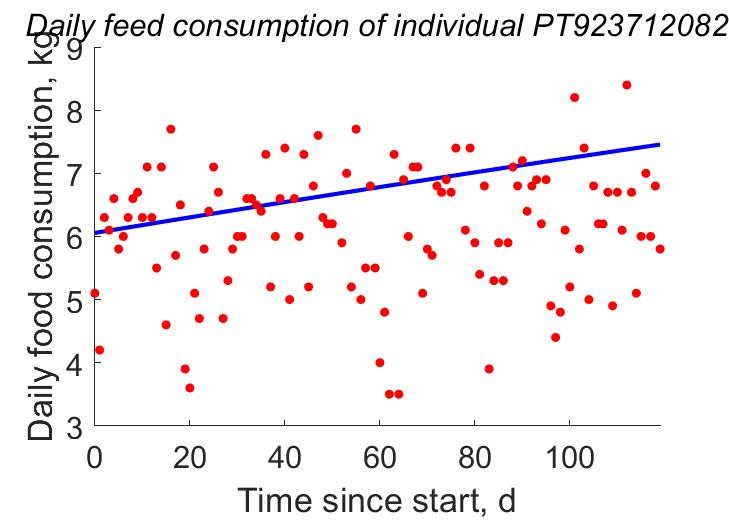 Daily feed consumption of individual PT923712082
Daily food consumption, kg
9
8
7
6
5
4
3
0 20 40 60 80 100
Time since start, d